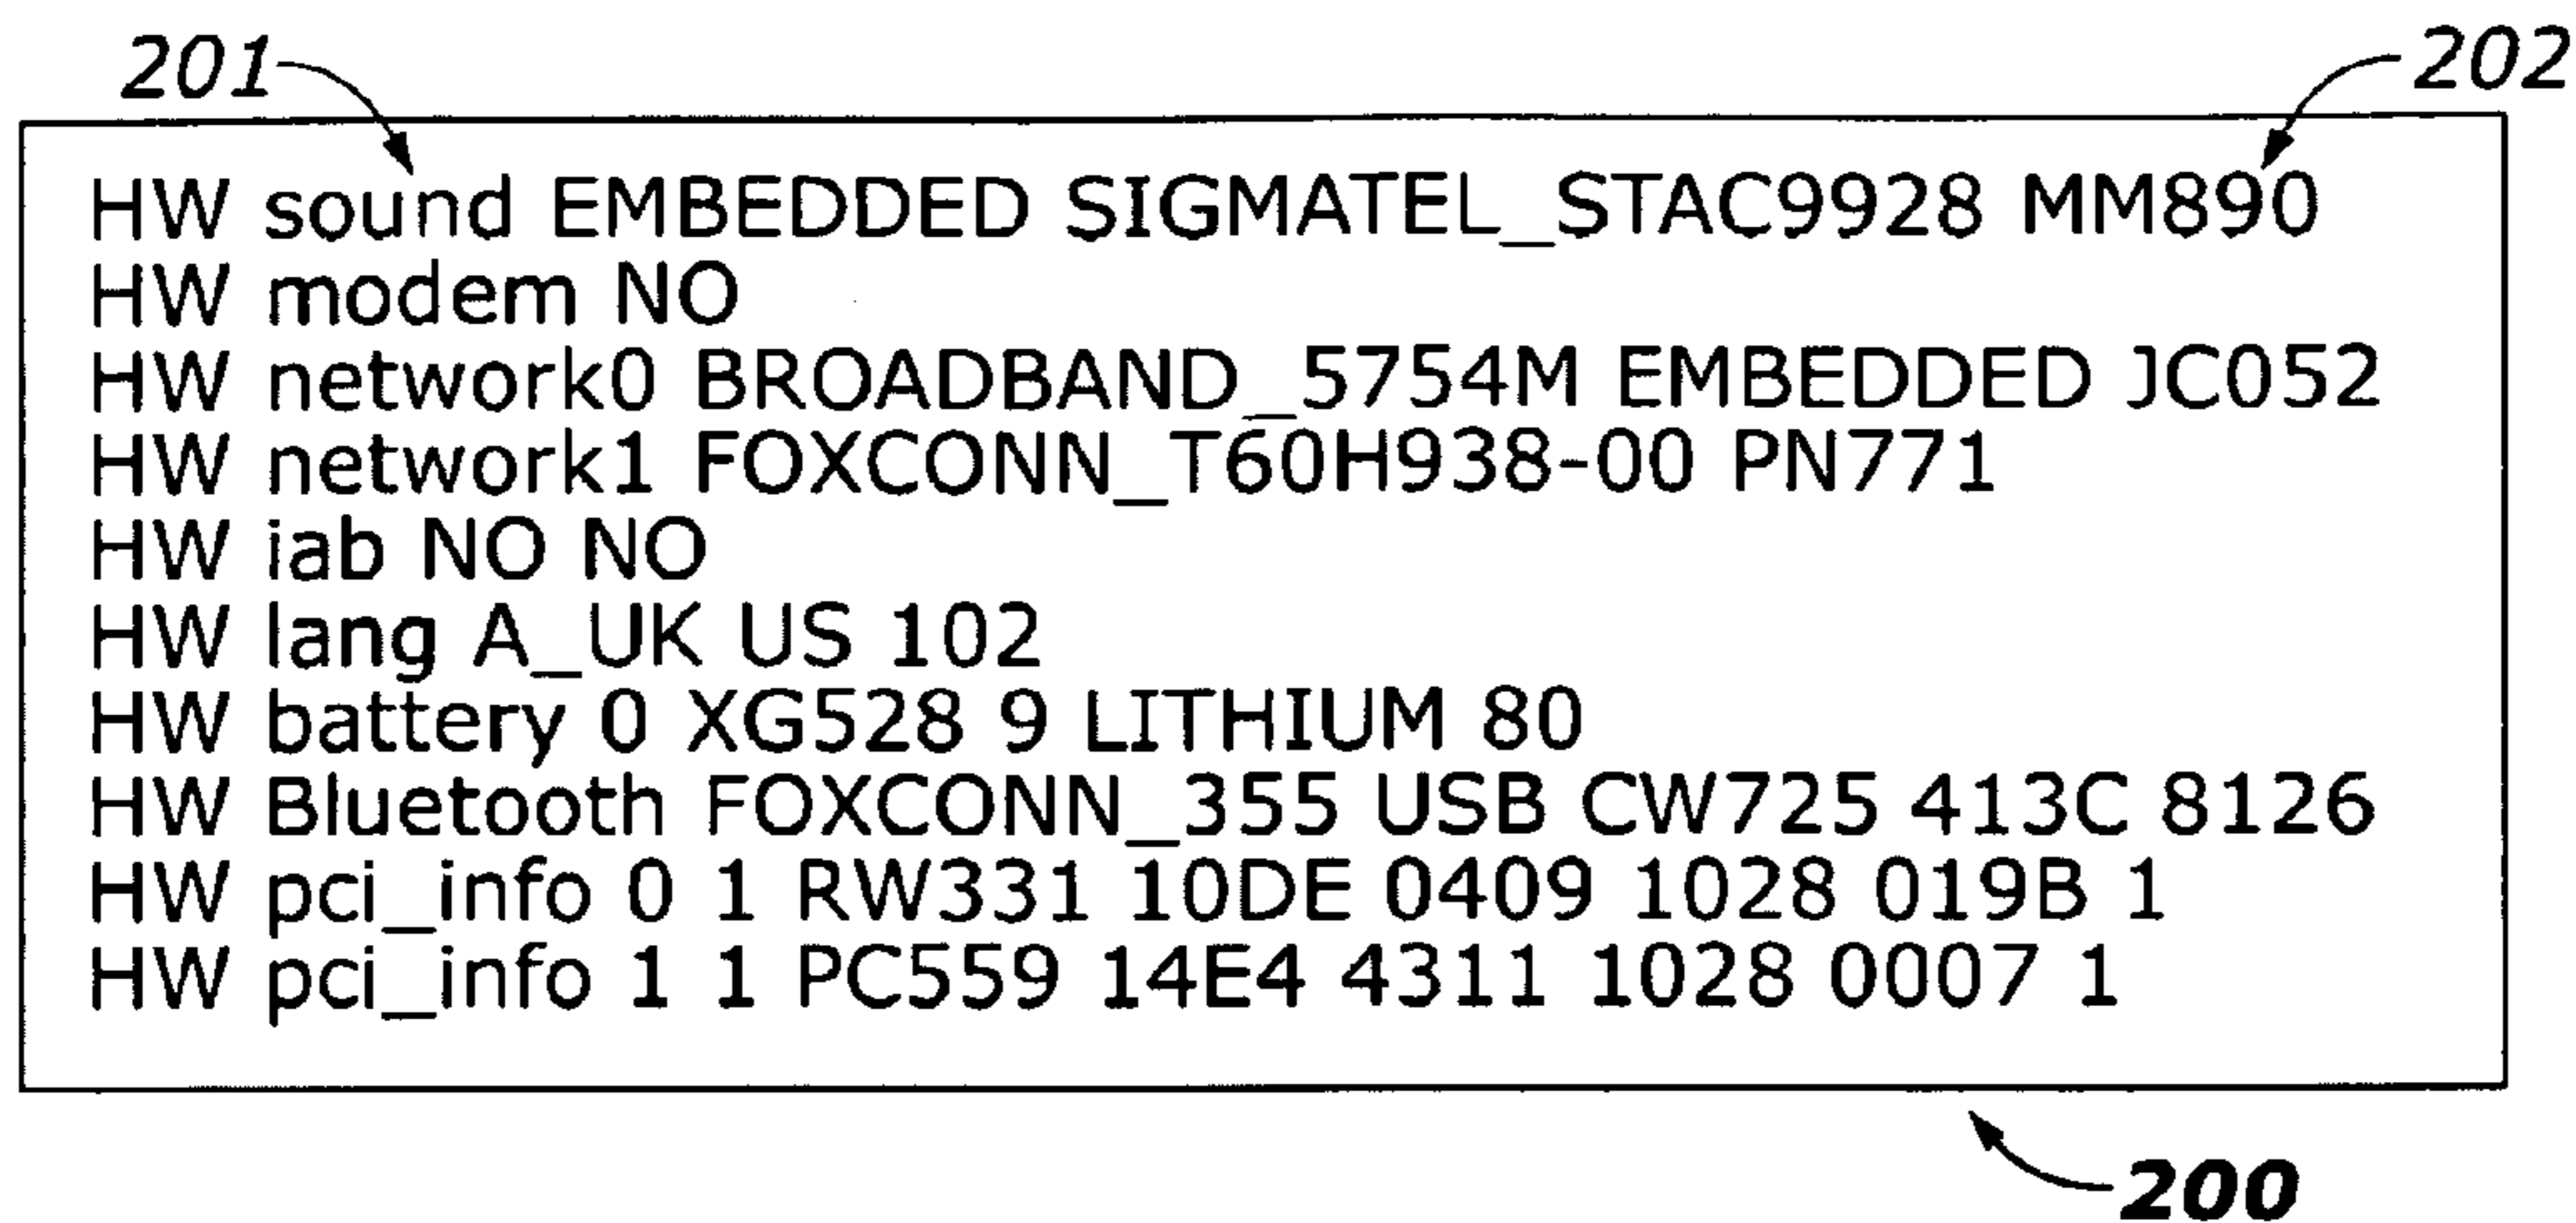 201
202
HW sound EMBEDDED SIGMATEL_STAC9928 MM890
HW modem NO
HW network0 BROADBAND_5754M EMBEDDED JC052
HW network1 FOXCONN_T60H938-00 PN771
HW iab NO NO
HW lang A_UK US 102
HW battery 0 XG528 9 LITHIUM 80
HW Bluetooth FOXCONN_355 USB CW725 413C 8126
HW pci_info 0 1 RW331 10DE 0409 1028 019B 1
HW pci_info 1 1 PC559 14E4 4311 1028 0007 1
200